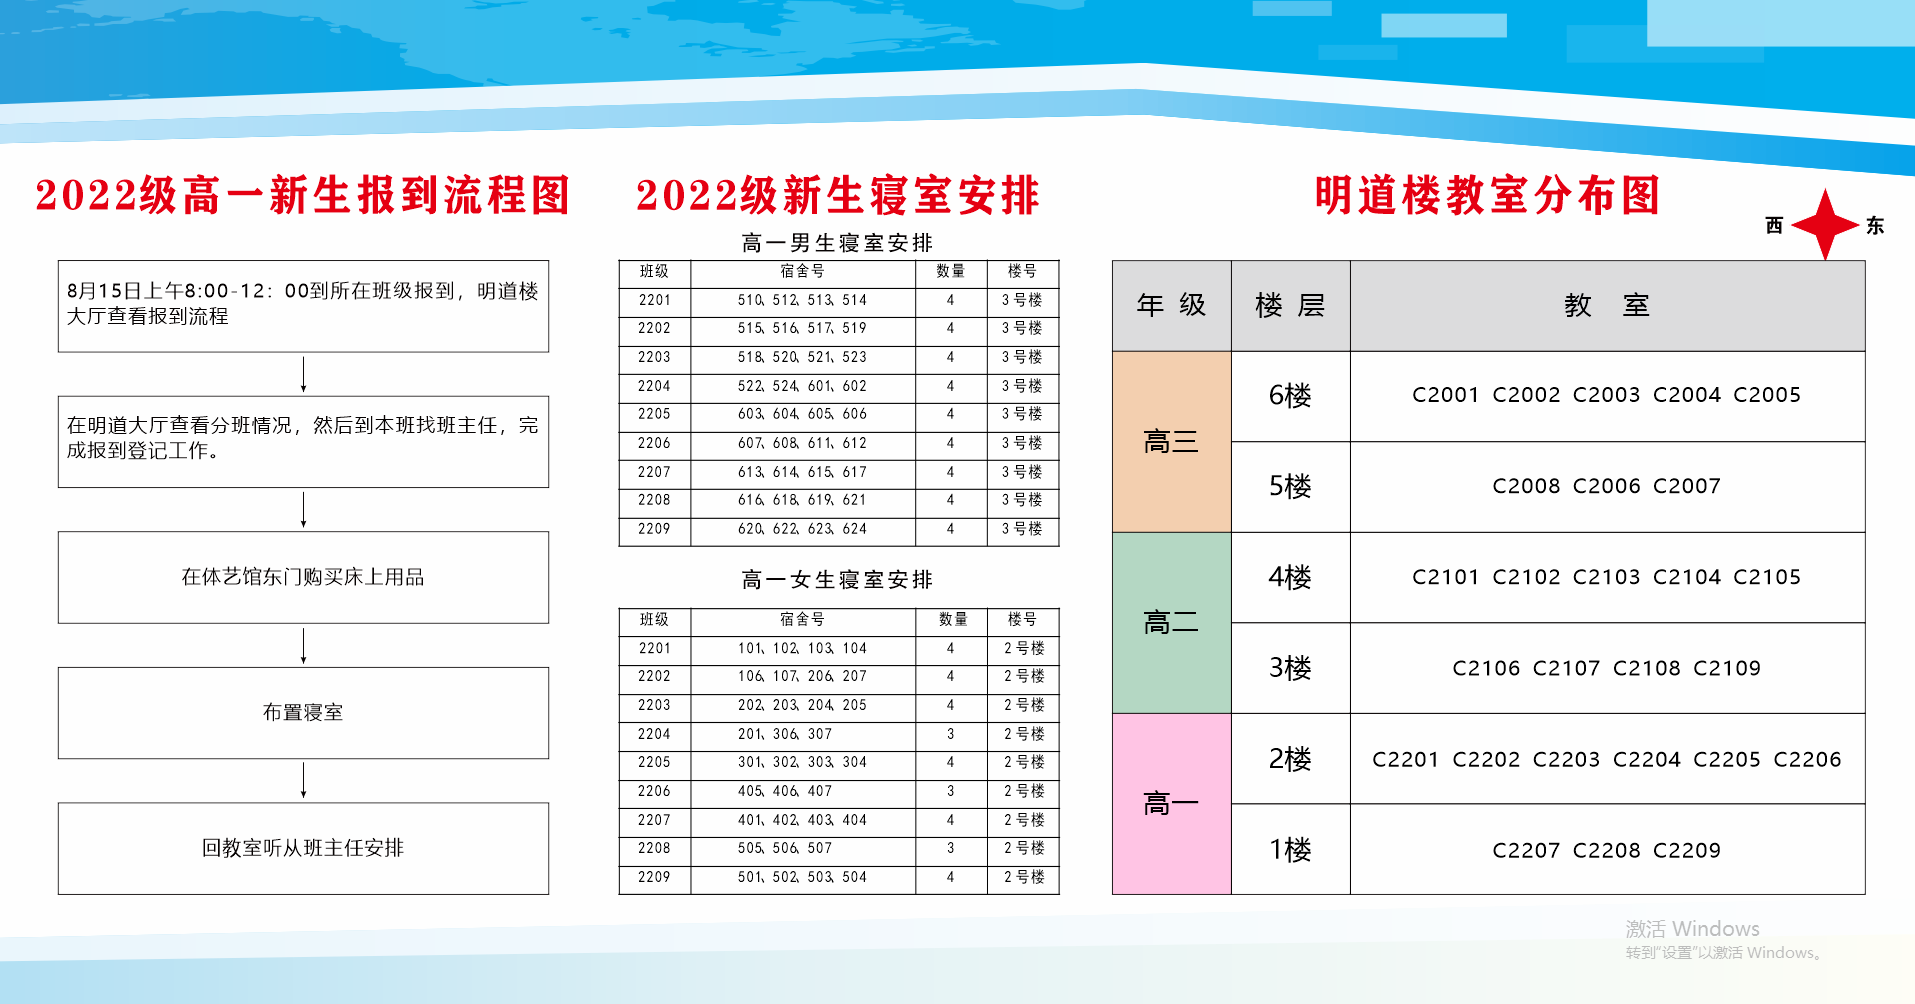 2022级高一新生报到流程图
8月15日上午8:00-12：00到所在班级报到，明道楼
大厅查看报到流程
在明道大厅查看分班情况，然后到本班找班主任，完
成报到登记工作。
在体艺馆东门购买床上用品
布置寝室
回教室听从班主任安排
2022级新生寝室安排
高一男生寝室安排
班级 宿舍号 数量 楼号
2201 510、512、513、514 4 3号楼
2202 515、516、517、519 4 3号楼
2203 518、520、521、523 4 3号楼
2204 522、524、601、602 4 3号楼
2205 603、604、605、606 4 3号楼
2206 607、608、611、612 4 3号楼
2207 613、614、615、617 4 3号楼
2208 616、618、619、621 4 3号楼
2209 620、622、623、624 4 3号楼
高一女生寝室安排
班级 宿舍号 数量 楼号
2201 101、102、103、104 4 2号楼
2202 106、107、206、207 4 2号楼
2203 202、203、204、205 4 2号楼
2204 201、306、307 3 2号楼
2205 301、302、303、304 4 2号楼
2206 405、406、407 3 2号楼
2207 401、402、403、404 4 2号楼
2208 505、506、507 3 2号楼
2209 501、502、503、504 4 2号楼
明道楼教室分布图
西 东
年 级 楼 层 教 室
高三
6楼 C2001 C2002 C2003 C2004 C2005
5楼 C2008 C2006 C2007
高二
4楼 C2101 C2102 C2103 C2104 C2105
3楼 C2106 C2107 C2108 C2109
高一
2楼 C2201 C2202 C2203 C2204 C2205 C2206
1楼 C2207 C2208 C2209
激活 Windows
转到“设置”以激活 Windows。